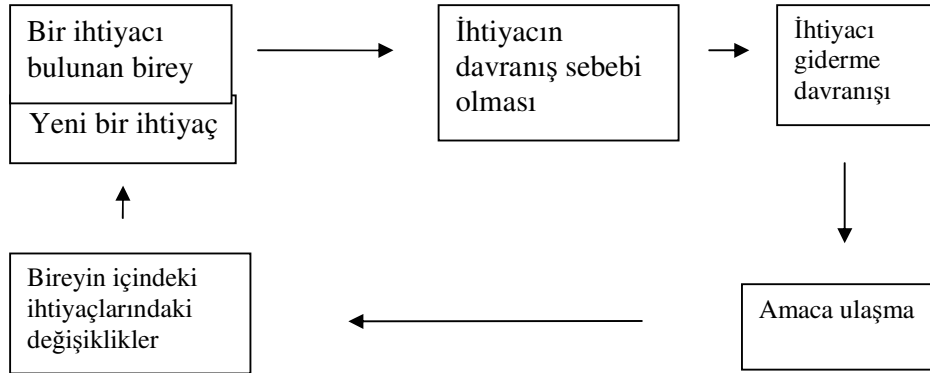 Bir ihtiyacı
bulunan birey
Yeni bir ihtiyaç
İhtiyacın
davranış sebebi
olması
İhtiyacı
giderme
davranışı
Amaca ulaşma
Bireyin içindeki
ihtiyaçlarındaki
değişiklikler